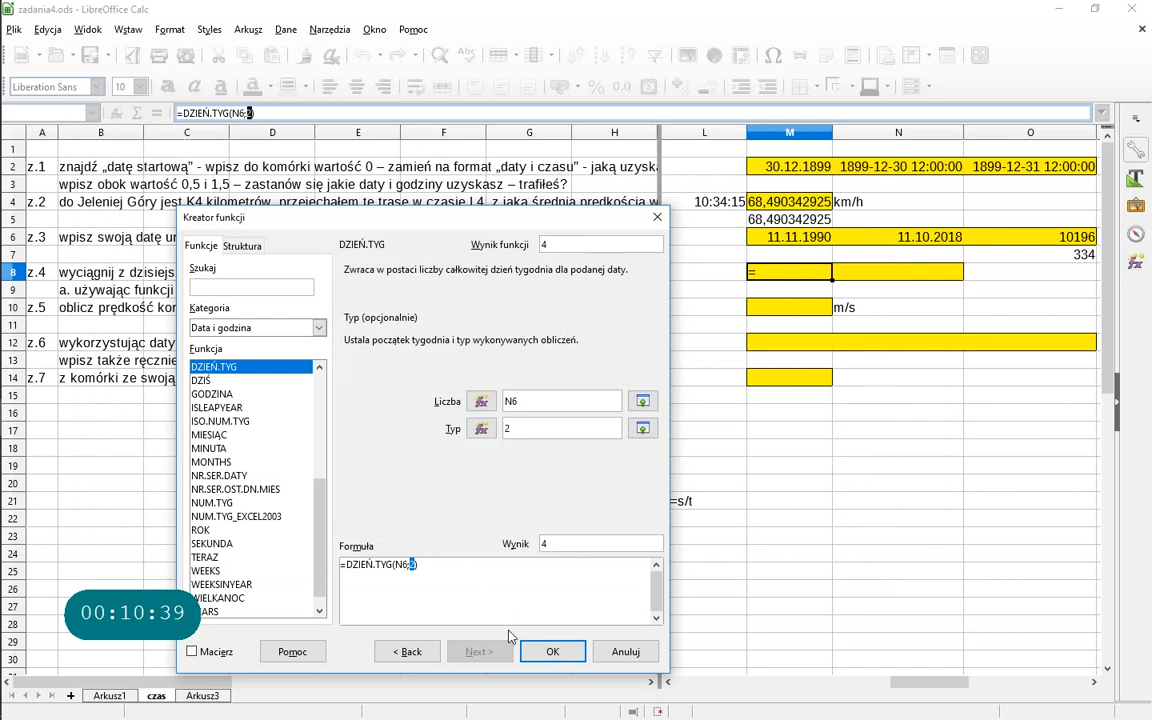 zadania4.ods - LibreOffice Calc
Plik Edycja Widok Wstaw Format Styles Arkusz Dane Narzędzia Okno Pomoc
Liberation Sans 10
=DZIEŃ.TYG(N6;2)
A B C D E F G H L M N O
1
2 z.1 znajdź „datę startową” - wpisz do komórki wartość 0 – zamień na format „daty i czasu” - jaką uzyska 30.12.1899 1899-12-30 12:00:00 1899-12-31 12:00:00
3 wpisz obok wartość 0,5 i 1,5 – zastanów się jakie daty i godziny uzyskasz – trafiłeś?
4 z.2 do Jeleniej Góry jest K4 kilometrów, przejechałem tę trasę w czasie L4, z jaką średnią prędkością w 10:34:15 68,490342925 km/h
5 68,490342925
6 z.3 wpisz swoją datę ur 11.11.1990 11.10.2018 10196
7 334
8 z.4 wyciągnij z dzisiejs =
9 a. używając funkcji
10 z.5 oblicz prędkość kor m/s
11
12 z.6 wykorzystując daty
13 wpisz także ręcznie
14 z.7 z komórki ze swoją
15
16
17
18
19
20
21 =s/t
22
23
24
25
26
27
28
29
30
Kreator funkcji
Funkcje Struktura
DZIEŃ.TYG Wynik funkcji 4
Szukaj
Zwraca w postaci liczby całkowitej dzień tygodnia dla podanej daty.
Kategoria
Data i godzina
Typ (opcjonalnie)
Ustala początek tygodnia i typ wykonywanych obliczeń.
Funkcja
DZIEŃ.TYG
DZIŚ
GODZINA
ISLEAPYEAR
ISO.NUM.TYG
MIESIĄC
MINUTA
MONTHS
NR.SER.DATY
NR.SER.OST.DN.MIES
NUM.TYG
NUM.TYG_EXCEL2003
ROK
SEKUNDA
TERAZ
WEEKS
WEEKSINYEAR
WIELKANOC
Liczba N6
Typ 2
Formuła Wynik 4
=DZIEŃ.TYG(N6;2)
00:10:39
Macierz Pomoc < Back Next > OK Anuluj
Arkusz1 czas Arkusz3